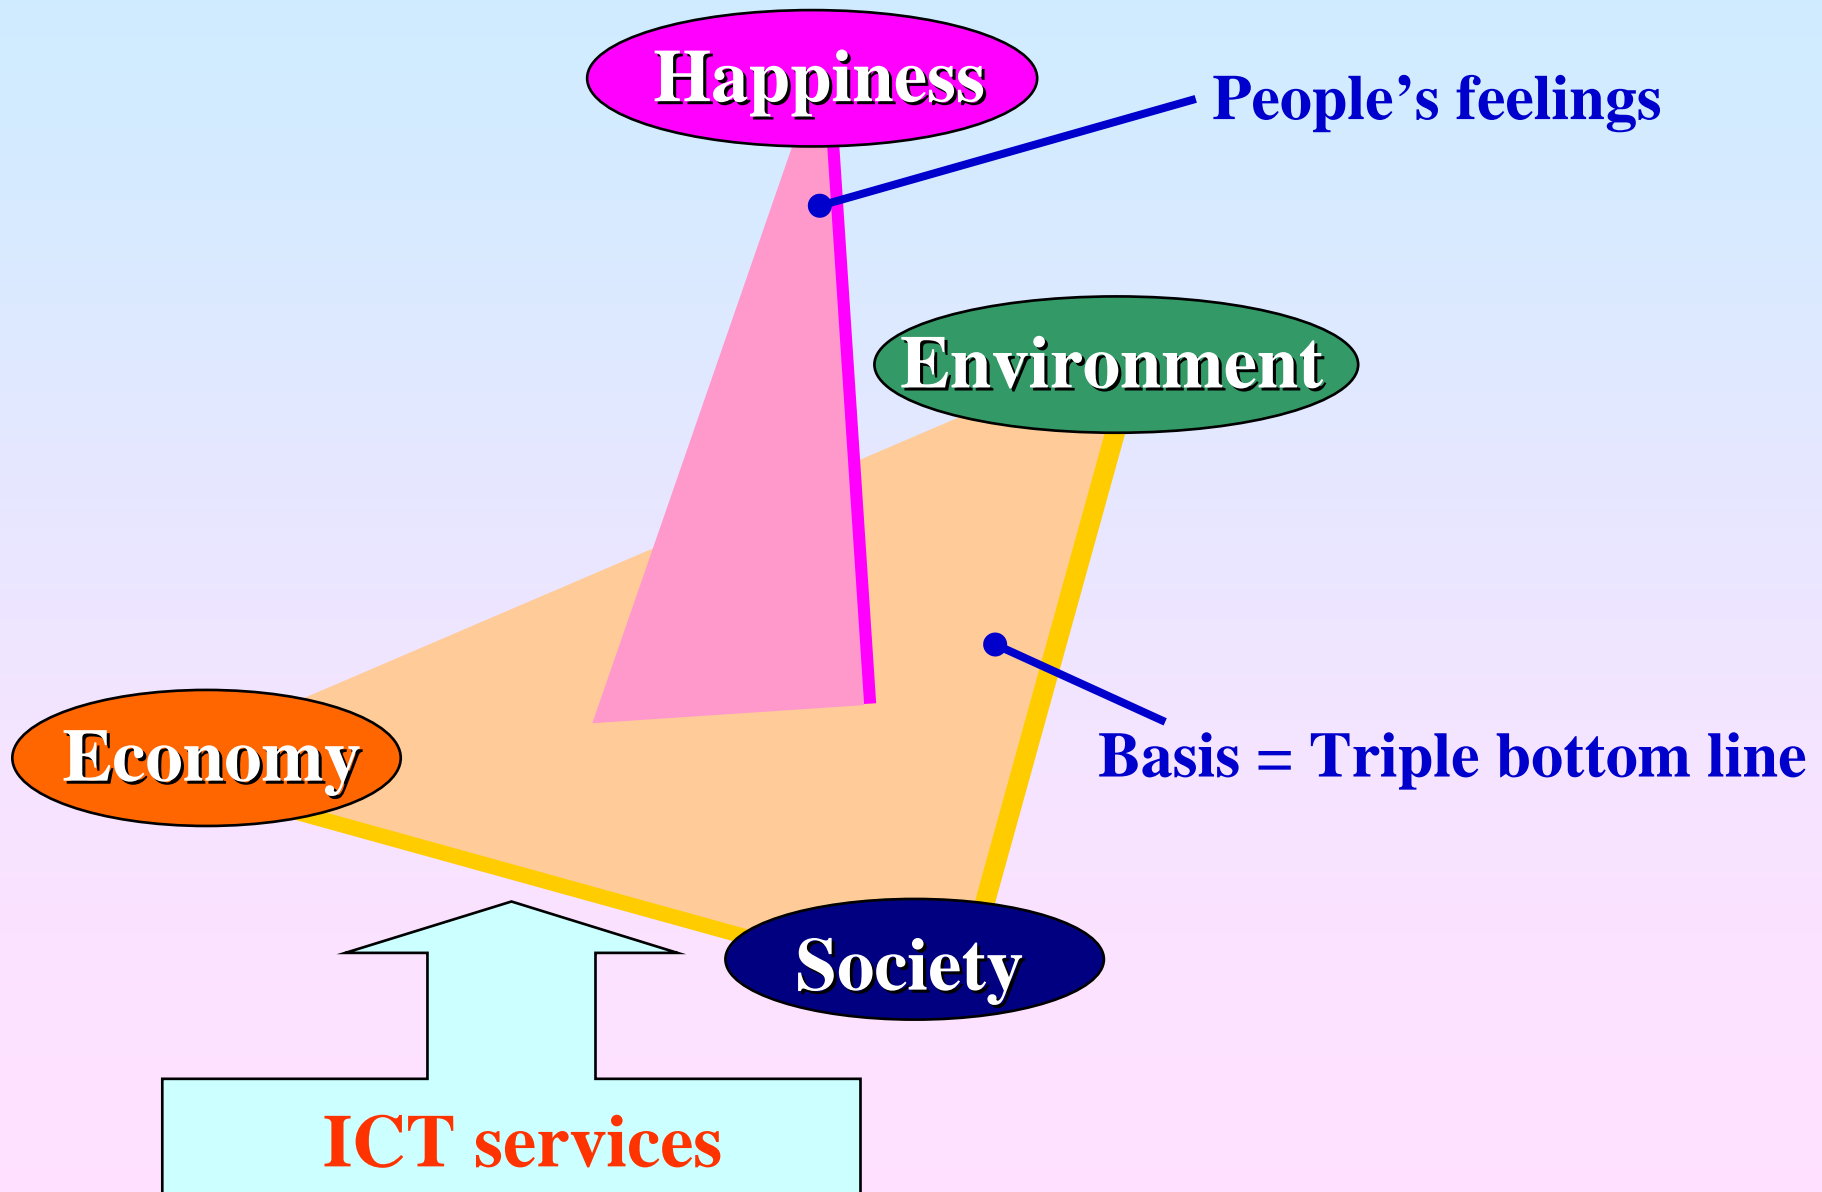 Happiness
People’s feelings
Environment
Economy
Basis = Triple bottom line
Society
ICT services